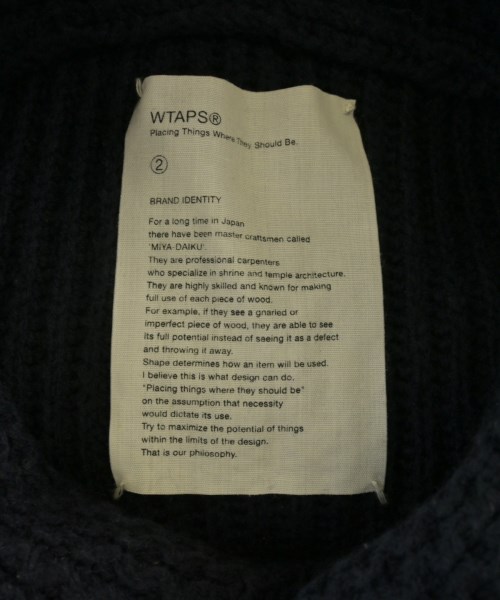 WTAPS®
Placing Things Where They Should Be.
②
BRAND IDENTITY
For a long time in Japan
there have been master craftsmen called
'MiYA-DAIKU'.
They are professional carpenters
who specialize in shrine and temple architecture.
They are highly skilled and known for making
full use of each piece of wood.
For example, if they see a gnarled or
imperfect piece of wood, they are able to see
its full potential instead of seeing it as a defect
and throwing it away.
Shape determines how an item will be used.
I believe this is what design can do.
"Placing things where they should be"
on the assumption that necessity
would dictate its use.
Try to maximize the potential of things
within the limits of the design.
That is our philosophy.